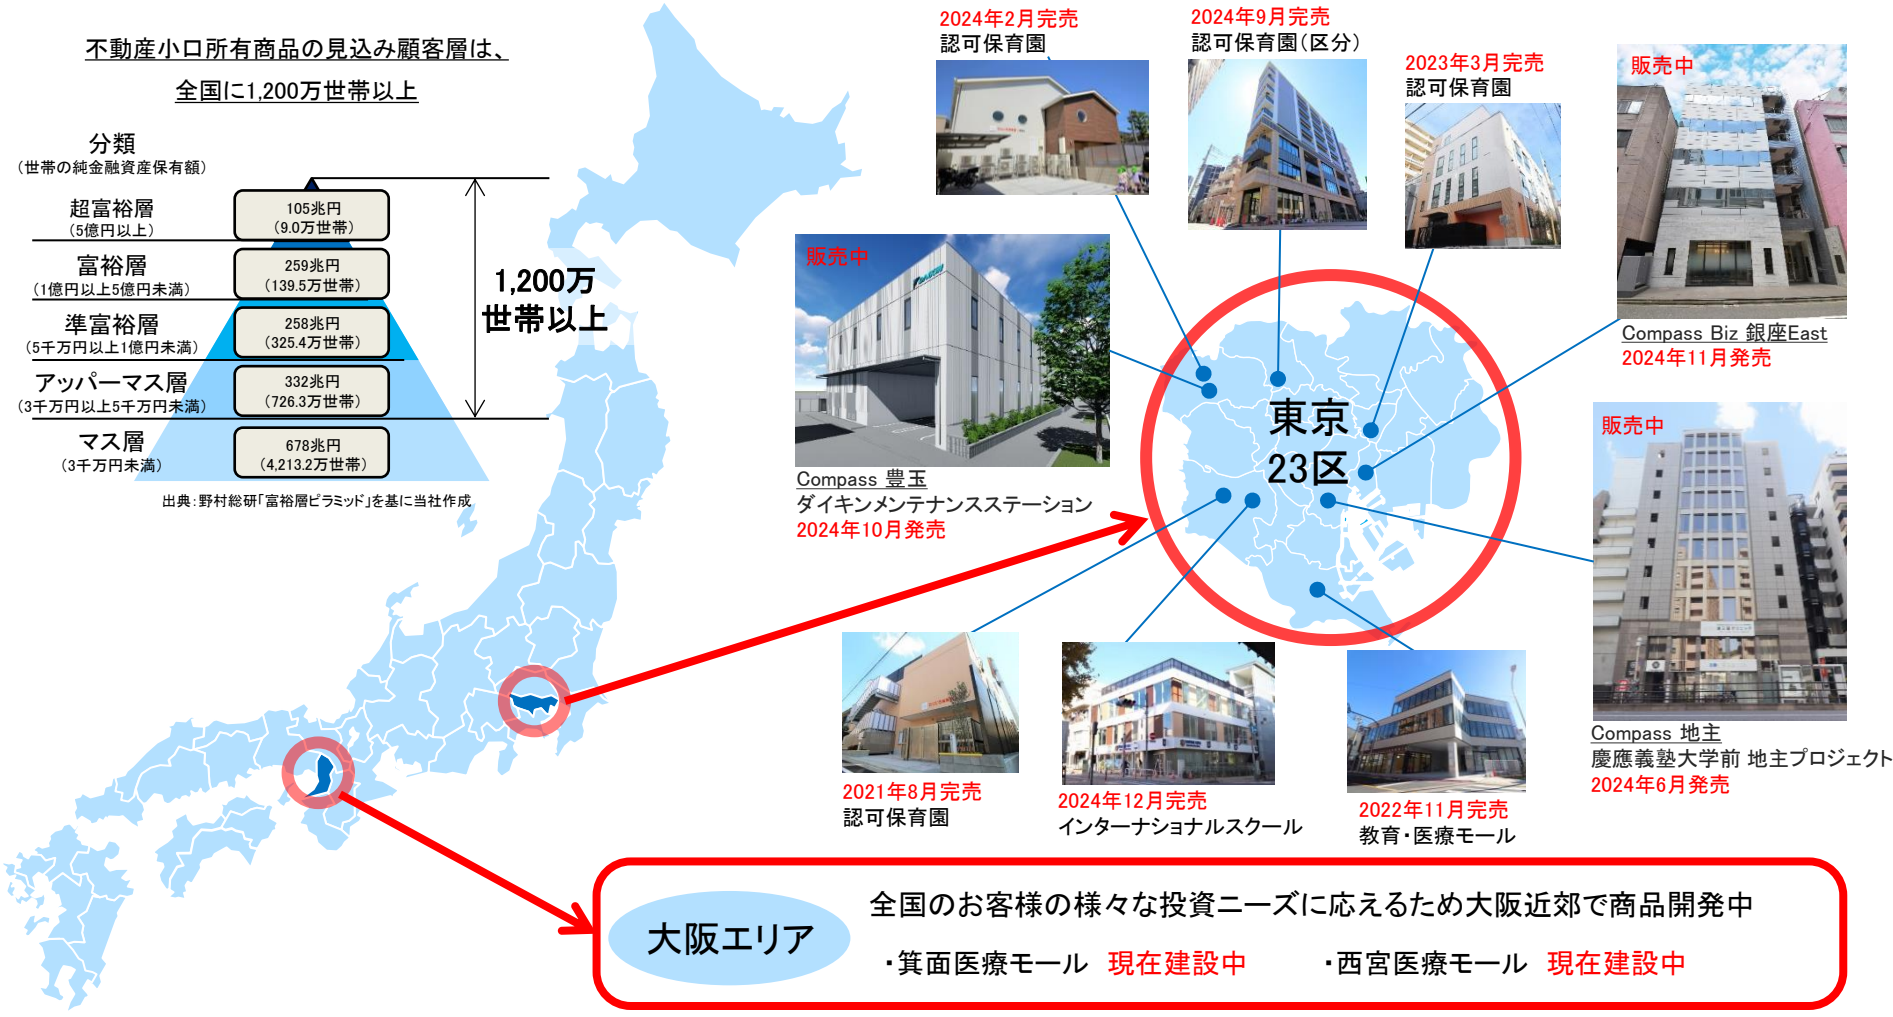 不動産小口所有商品の見込み顧客層は、
全国に1,200万世帯以上
分類
（世帯の純金融資産保有額）
超富裕層
（5億円以上）
105兆円
（9.0万世帯）
富裕層
（1億円以上5億円未満）
259兆円
（139.5万世帯）
準富裕層
（5千万円以上1億円未満）
258兆円
（325.4万世帯）
アッパーマス層
（3千万円以上5千万円未満）
332兆円
（726.3万世帯）
マス層
（3千万円未満）
678兆円
（4,213.2万世帯）
1,200万
世帯以上
出典：野村総研「富裕層ピラミッド」を基に当社作成
2024年2月完売
認可保育園
2024年9月完売
認可保育園（区分）
2023年3月完売
認可保育園
販売中
Compass Biz 銀座East
2024年11月発売
販売中
DAIKIN
Compass 豊玉
ダイキンメンテナンスステーション
2024年10月発売
東京
23区
販売中
Compass 地主
慶應義塾大学前 地主プロジェクト
2024年6月発売
2021年8月完売
認可保育園
2024年12月完売
インターナショナルスクール
2022年11月完売
教育・医療モール
大阪エリア
全国のお客様の様々な投資ニーズに応えるため大阪近郊で商品開発中
・箕面医療モール 現在建設中
・西宮医療モール 現在建設中